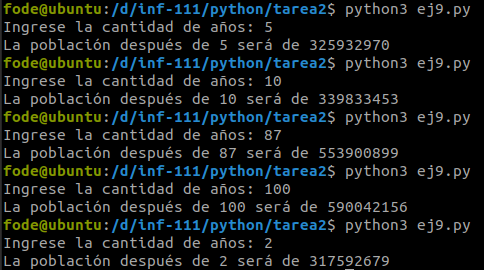 fode@ubuntu:/d/inf-111/python/tarea2$ python3 ej9.py
Ingrese la cantidad de años: 5
La población después de 5 será de 325932970
fode@ubuntu:/d/inf-111/python/tarea2$ python3 ej9.py
Ingrese la cantidad de años: 10
La población después de 10 será de 339833453
fode@ubuntu:/d/inf-111/python/tarea2$ python3 ej9.py
Ingrese la cantidad de años: 87
La población después de 87 será de 553900899
fode@ubuntu:/d/inf-111/python/tarea2$ python3 ej9.py
Ingrese la cantidad de años: 100
La población después de 100 será de 590042156
fode@ubuntu:/d/inf-111/python/tarea2$ python3 ej9.py
Ingrese la cantidad de años: 2
La población después de 2 será de 317592679